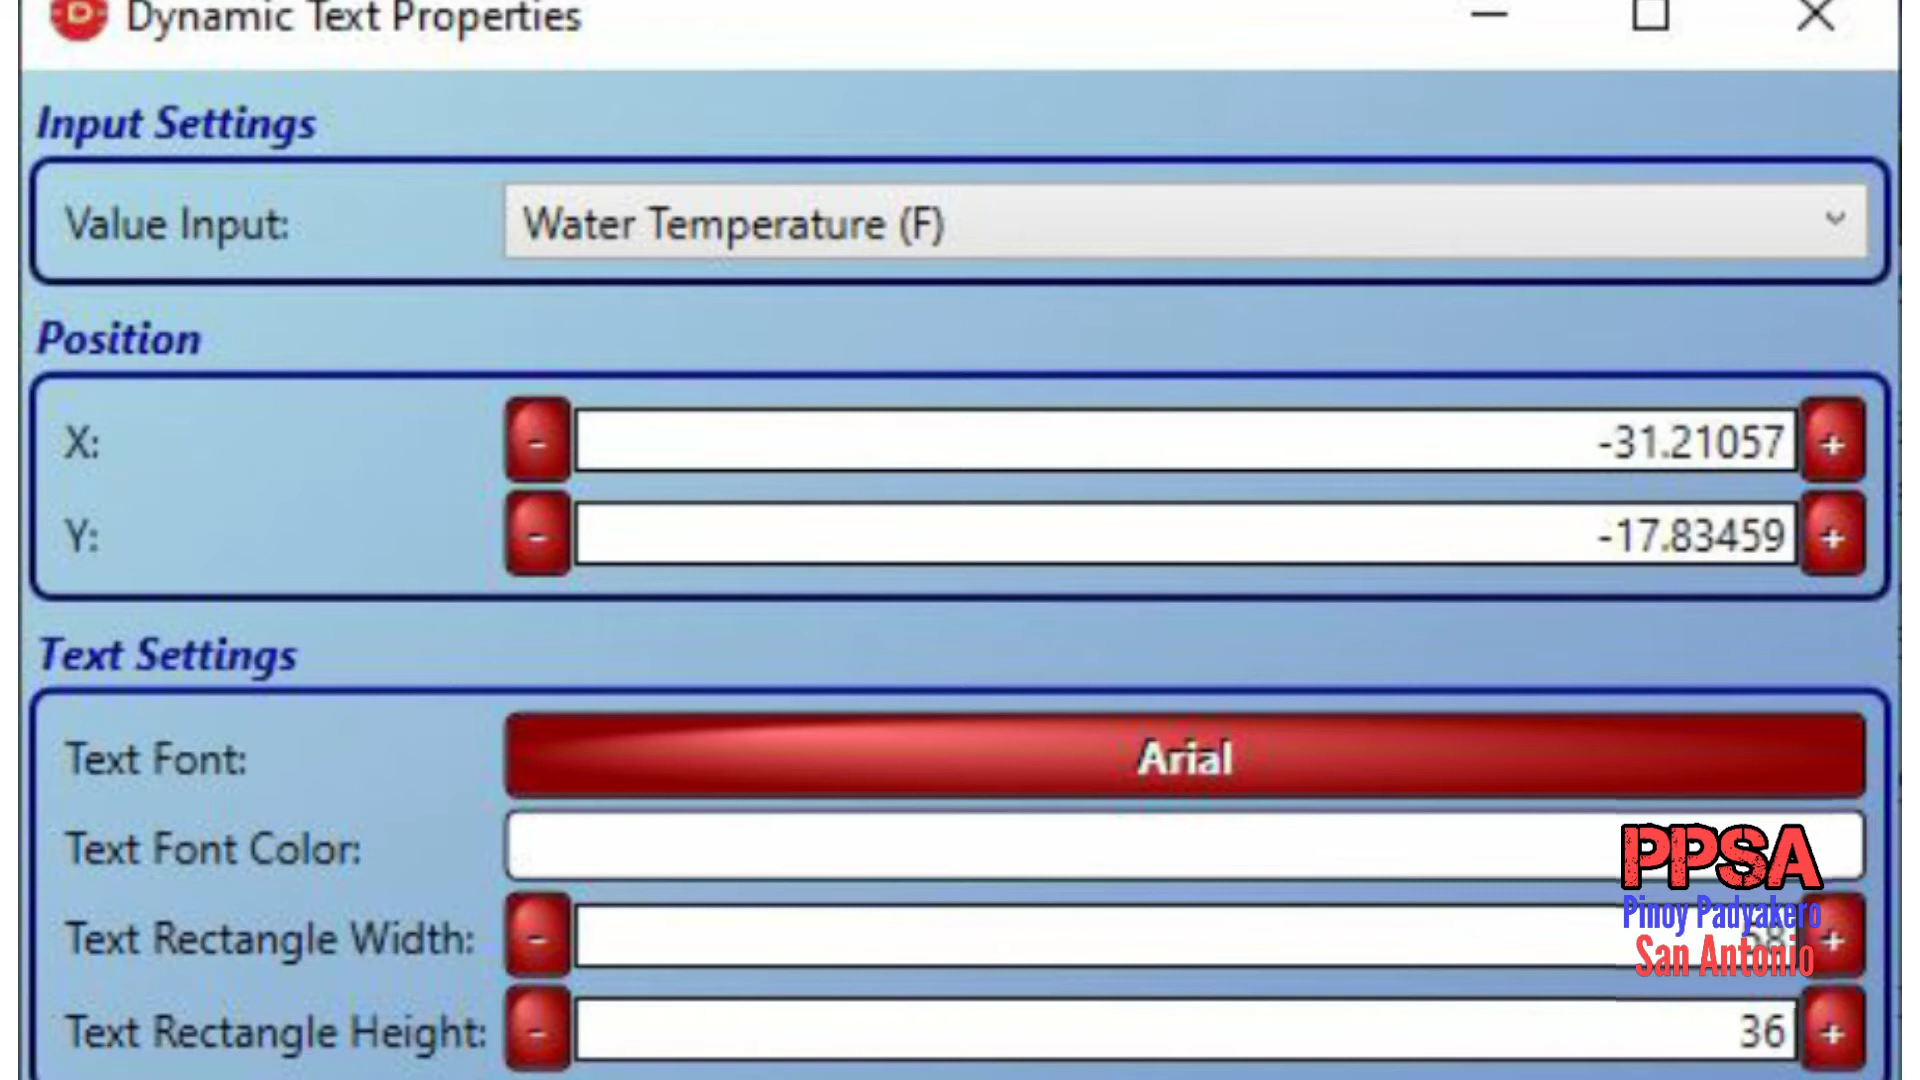 Dynamic Text Properties
Input Settings
Value Input: Water Temperature (F)
Position
X: - -31.21057 +
Y: - -17.83459 +
Text Settings
Text Font: Arial
Text Font Color:
PPSA
Pinoy Padyakero
San Antonio
Text Rectangle Width: - +
Text Rectangle Height: - 36 +